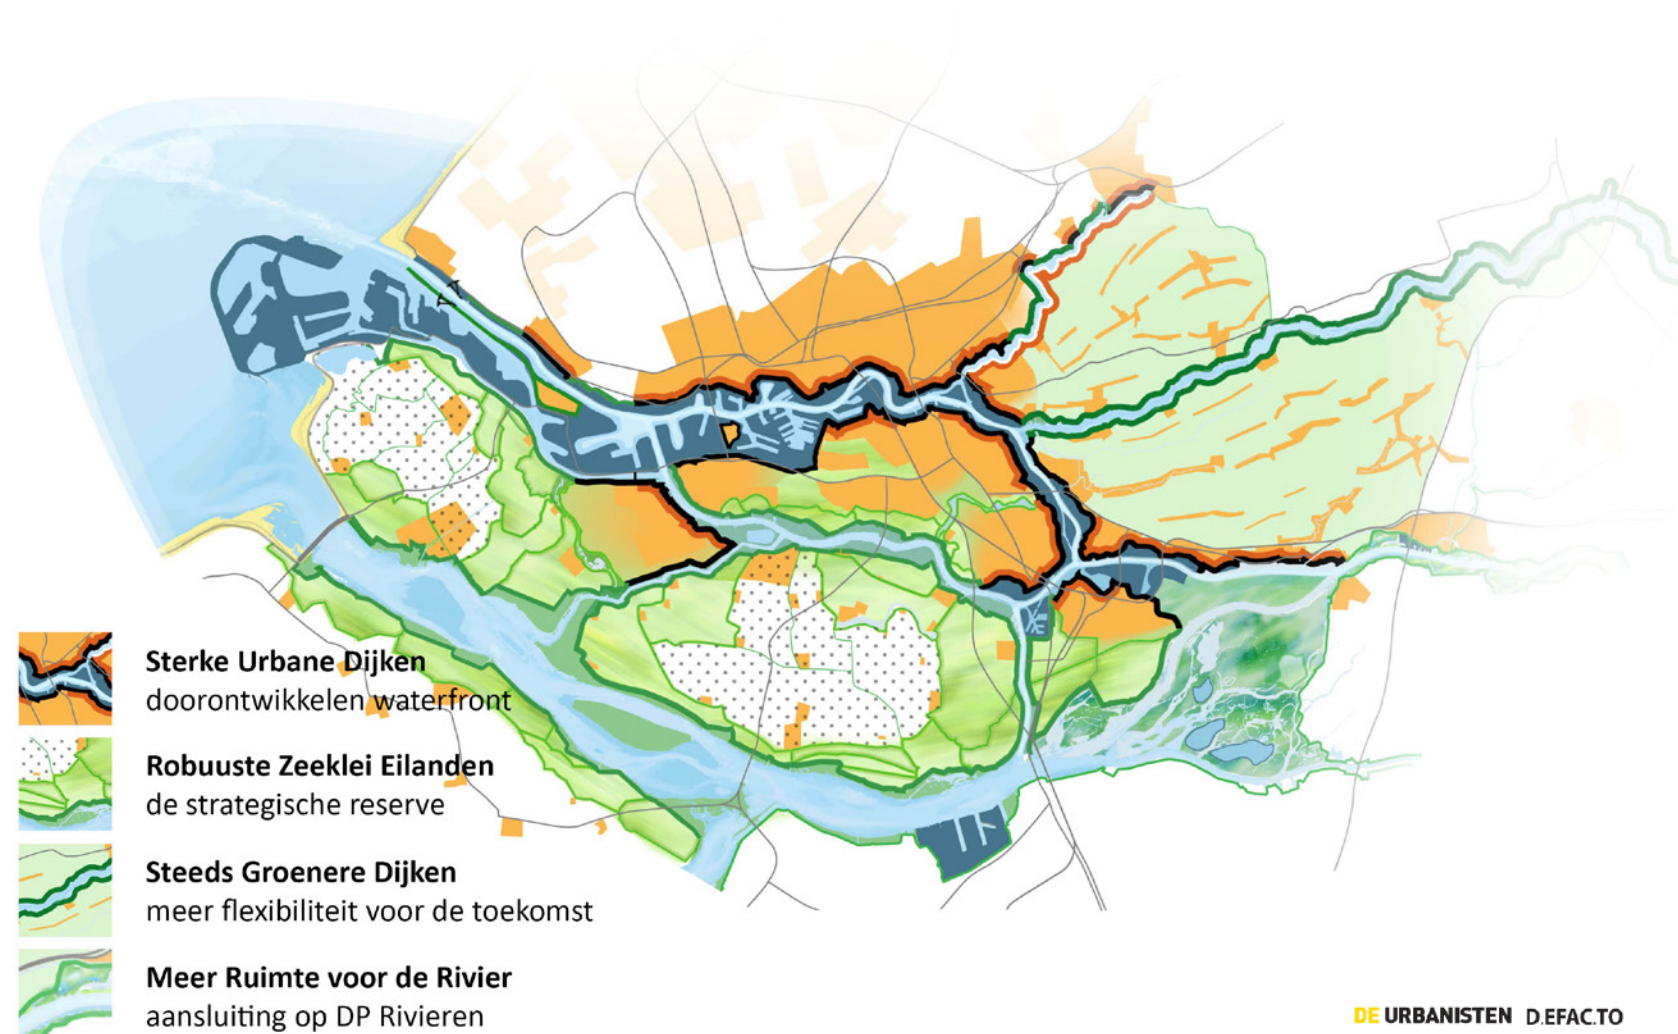 Sterke Urbane Dijken
doorontwikkelen waterfront
Robuuste Zeeklei Eilanden
de strategische reserve
Steeds Groenere Dijken
meer flexibiliteit voor de toekomst
Meer Ruimte voor de Rivier
aansluiting op DP Rivieren
DE URBANISTEN D.EFAC.TO